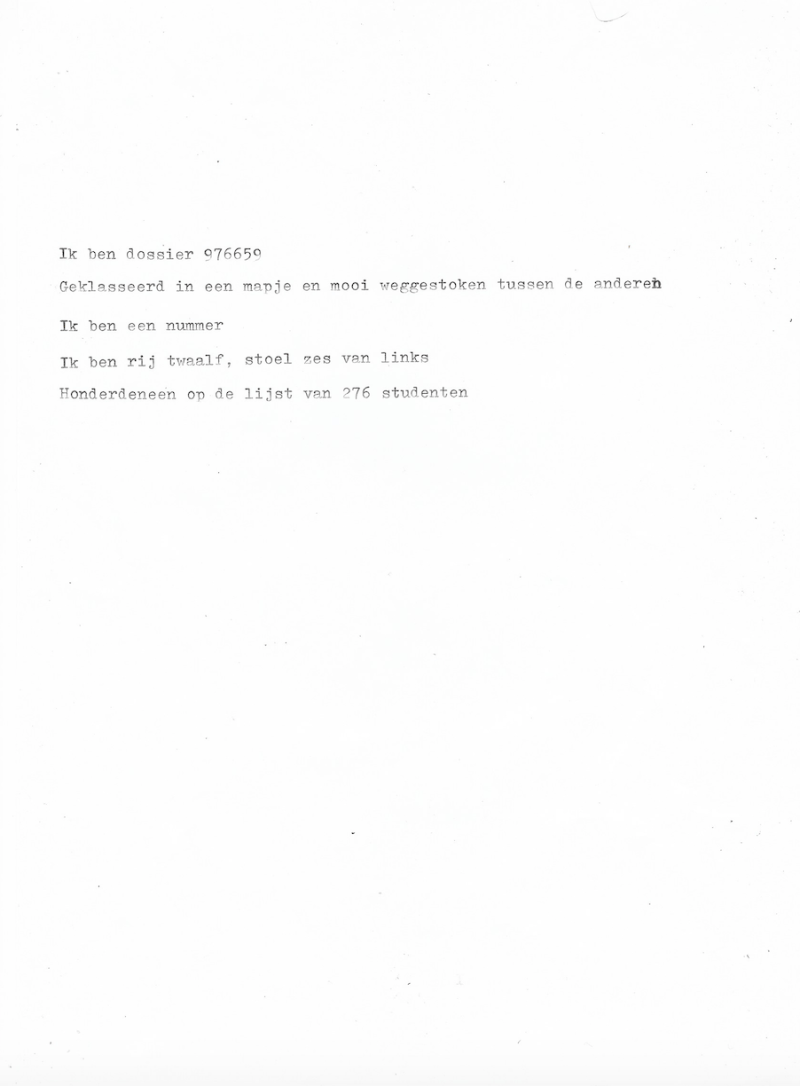 Ik ben dossier 976659
Geklasseerd in een mapje en mooi weggestoken tussen de anderen
Ik ben een nummer
Ik ben rij twaalf, stoel zes van links
Honderdeneen op de lijst van 276 studenten